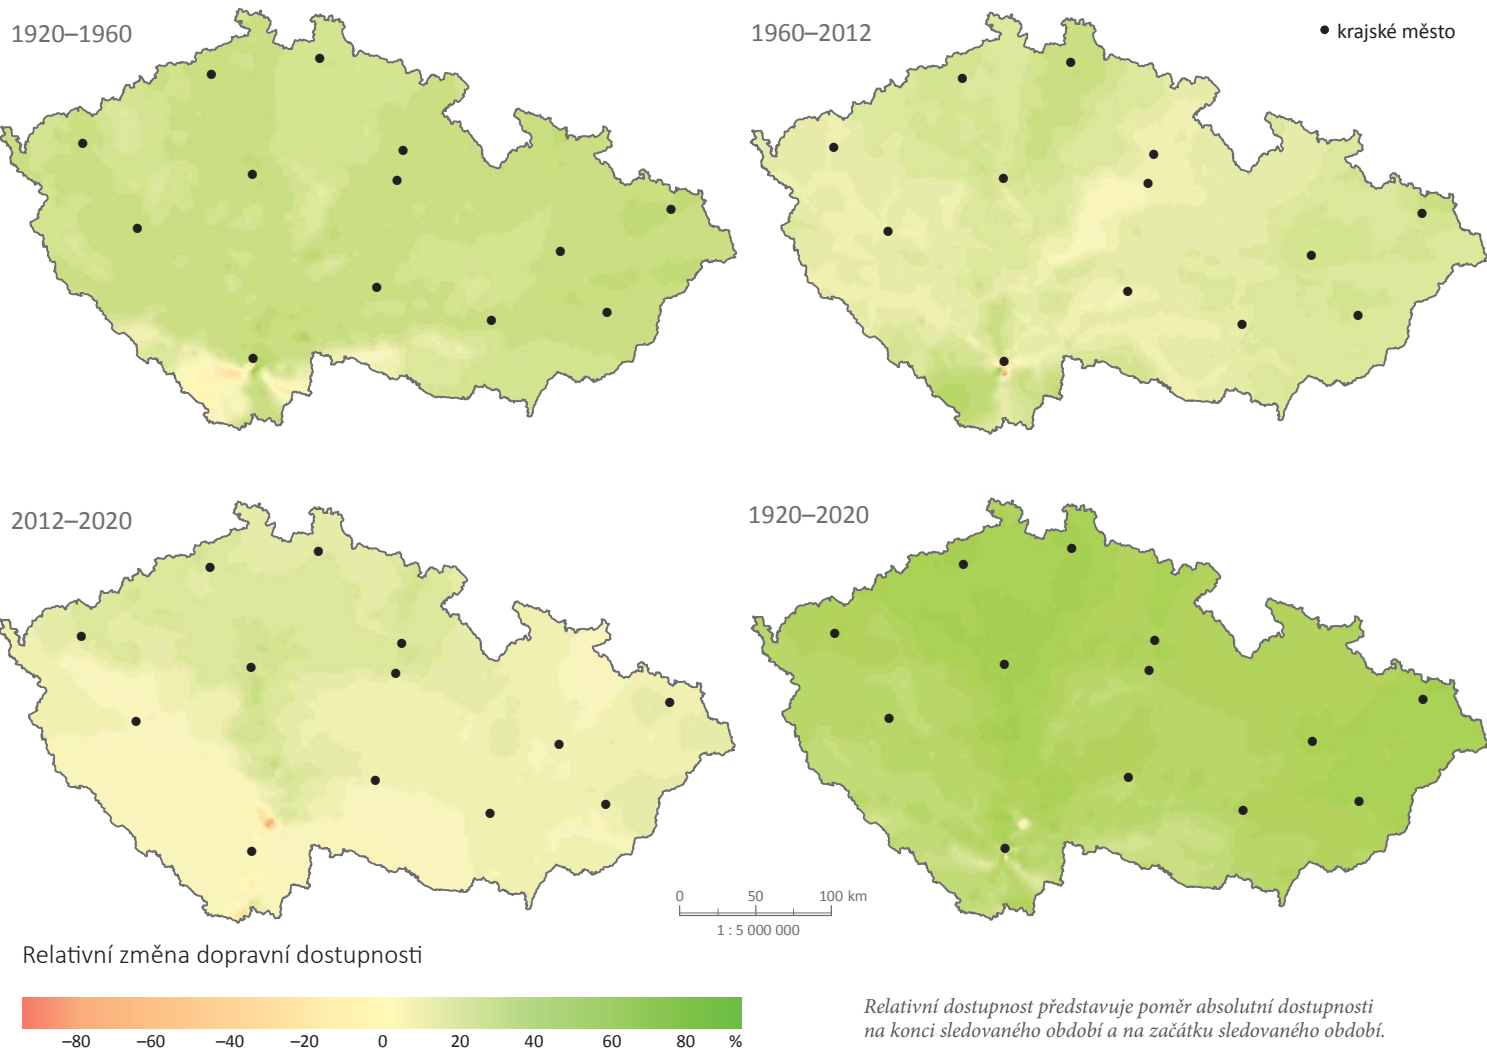 1920–1960
1960–2012
krajské město
2012–2020
1920–2020
0 50 100 km
1 : 5 000 000
Relativní změna dopravní dostupnosti
–80 –60 –40 –20 0 20 40 60 80 %
Relativní dostupnost představuje poměr absolutní dostupnosti
na konci sledovaného období a na začátku sledovaného období.